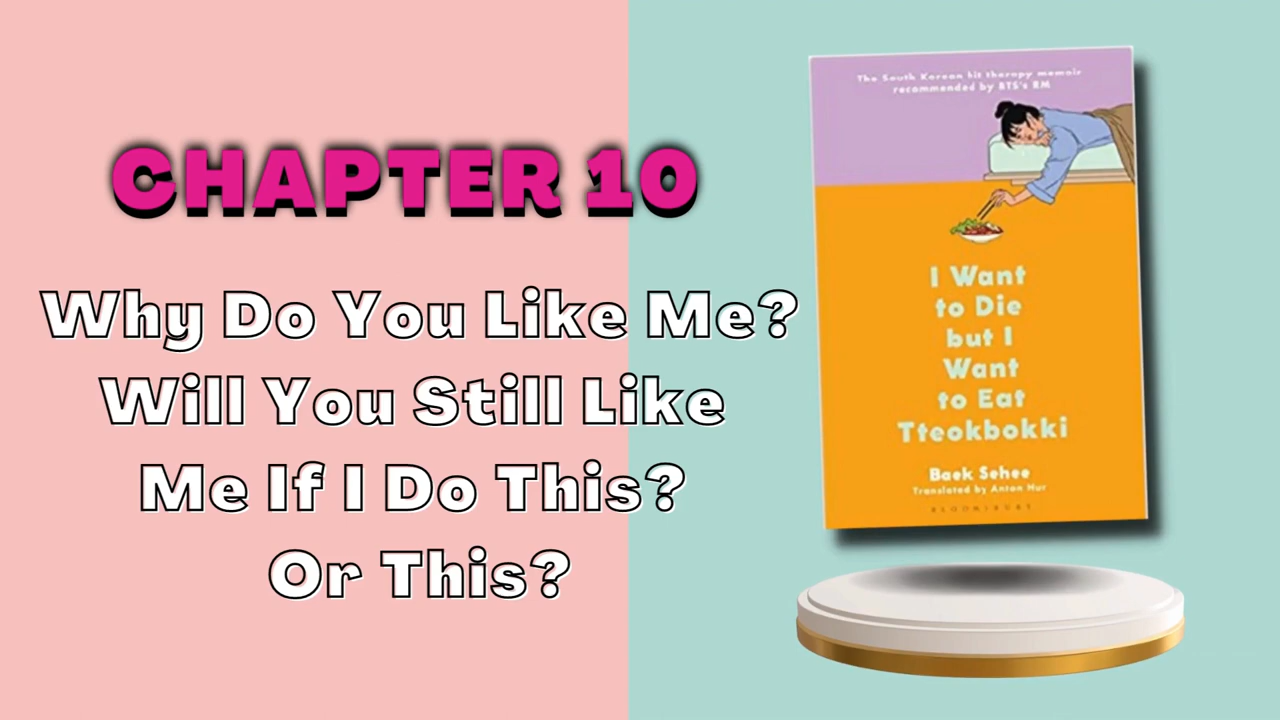 CHAPTER 10
Why Do You Like Me?
Will You Still Like
Me If I Do This?
Or This?
The South Korean hit therapy memoir
recommended by BTS's RM
I Want
to Die
but I
Want
to Eat
Tteokbokki
Baek Sehee
Translated by Anton Hur
BLOOMSBURY